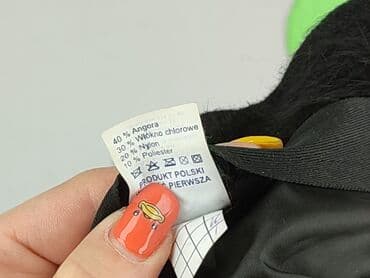 40 % Angora
30 % Włókno chlorowe
20 % Nylon
10 % Poliester
PRODUKT POLSKI
PIERWSZA